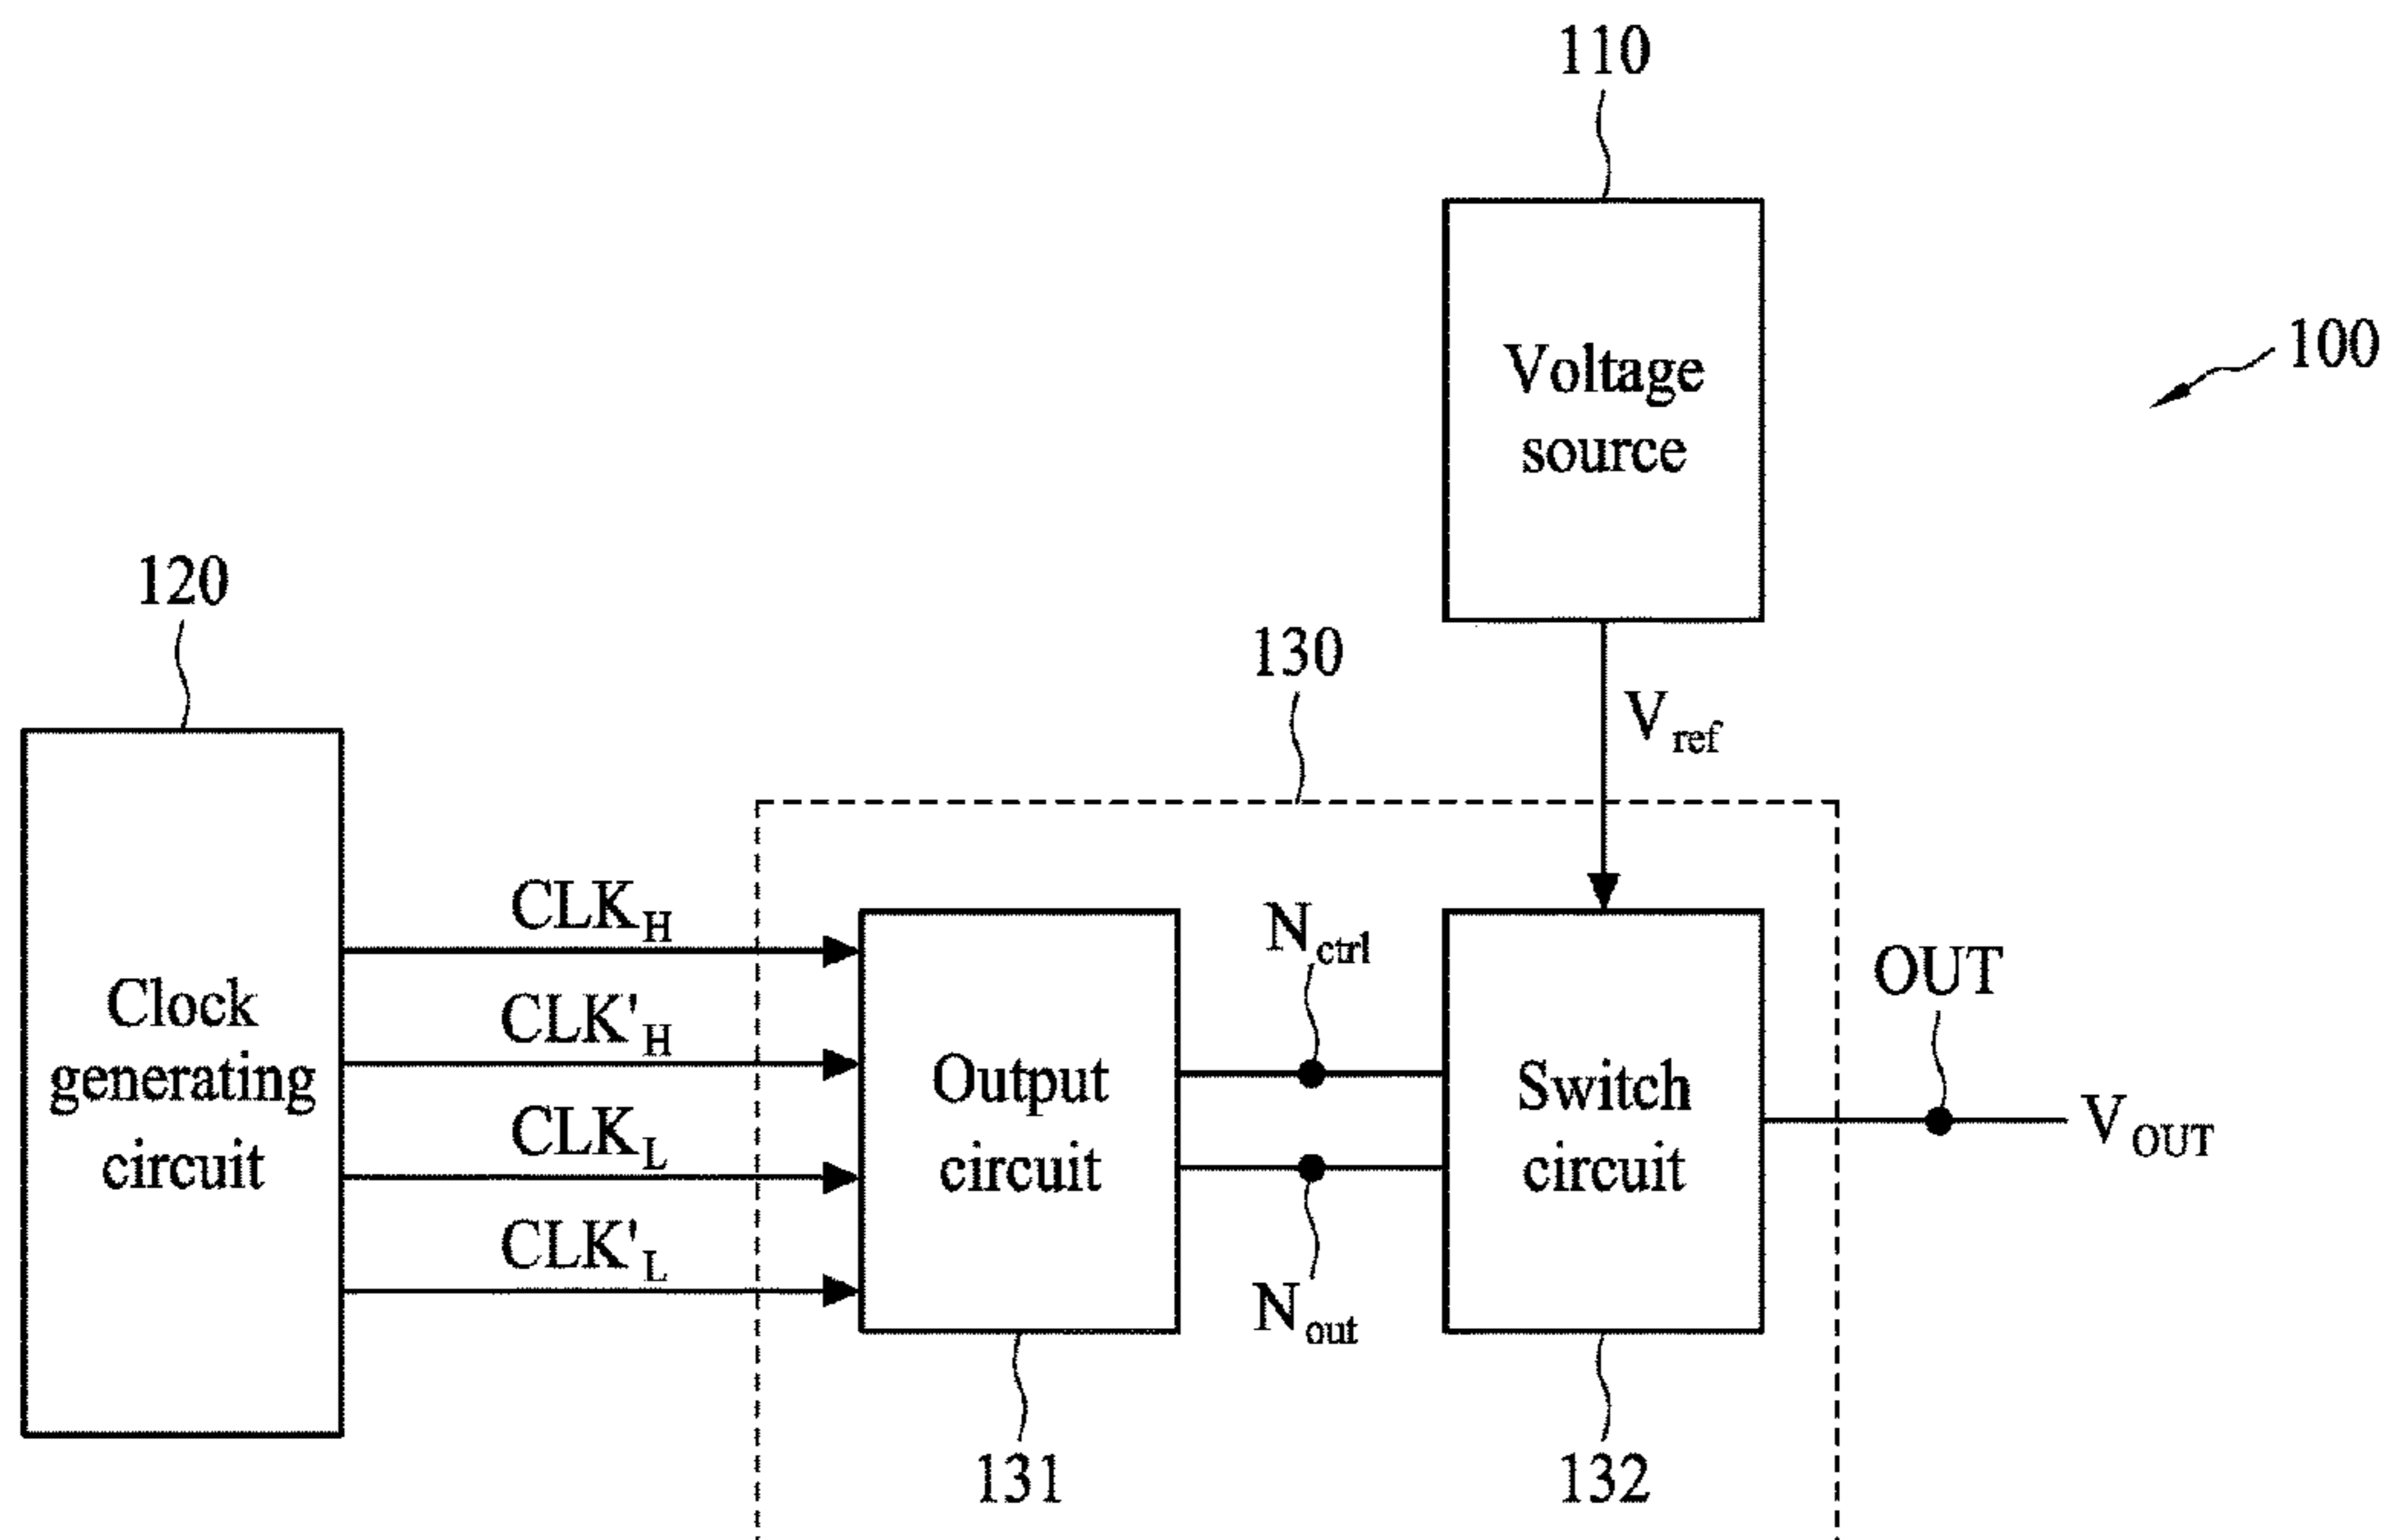 110
Voltage
source
100
120
130
V_ref
Clock
generating
circuit
CLK_H
CLK'_H
CLK_L
CLK'_L
Output
circuit
N_ctrl
N_out
Switch
circuit
OUT
V_OUT
131
132